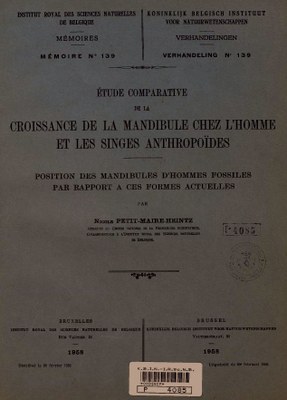 INSTITUT ROYAL DES SCIENCES NATURELLES
DE BELGIQUE
MÉMOIRES
MÉMOIRE N° 139
KONINKLIJK BELGISCH INSTITUUT
VOOR NATUURWETENSCHAPPEN
VERHANDELINGEN
VERHANDELING N° 139
ÉTUDE COMPARATIVE
DE LA
CROISSANCE DE LA MANDIBULE CHEZ L'HOMME
ET LES SINGES ANTHROPOÏDES
POSITION DES MANDIBULES D'HOMMES FOSSILES
PAR RAPPORT A CES FORMES ACTUELLES
PAR
NICOLE PETIT-MAIRE-HEINTZ
P 4085
BRUXELLES
INSTITUT ROYAL DES SCIENCES NATURELLES DE BELGIQUE
1958
BRUSSEL
KONINKLIJK BELGISCH INSTITUUT VOOR NATUURWETENSCHAPPEN
1958
P 4085